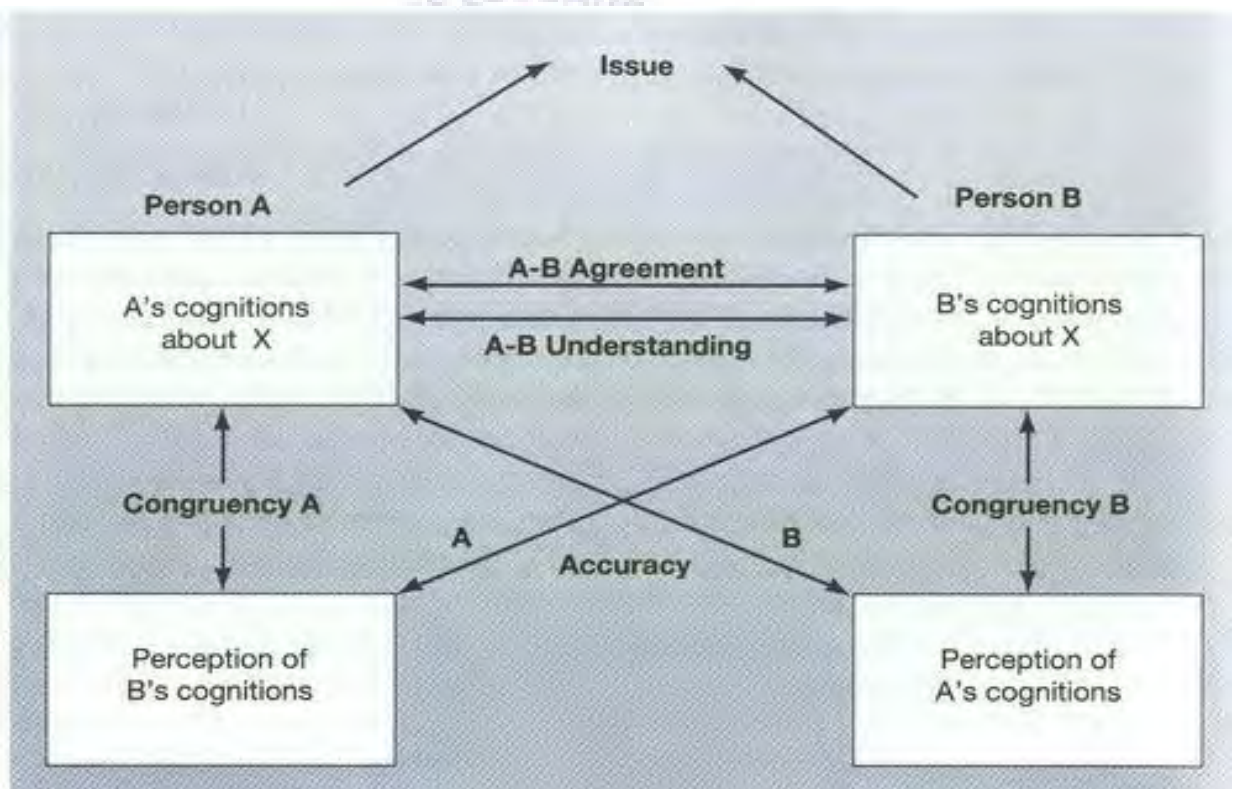 Issue
Person A
Person B
A-B Agreement
A's cognitions
about X
B's cognitions
about X
A-B Understanding
Congruency A
Congruency B
A
B
Accuracy
Perception of
B's cognitions
Perception of
A's cognitions